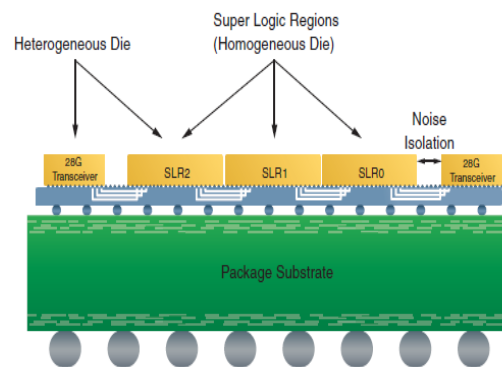 Super Logic Regions
(Homogeneous Die)
Heterogeneous Die
Noise
Isolation
28G
Transceiver
SLR2
SLR1
SLR0
28G
Transceiver
Package Substrate